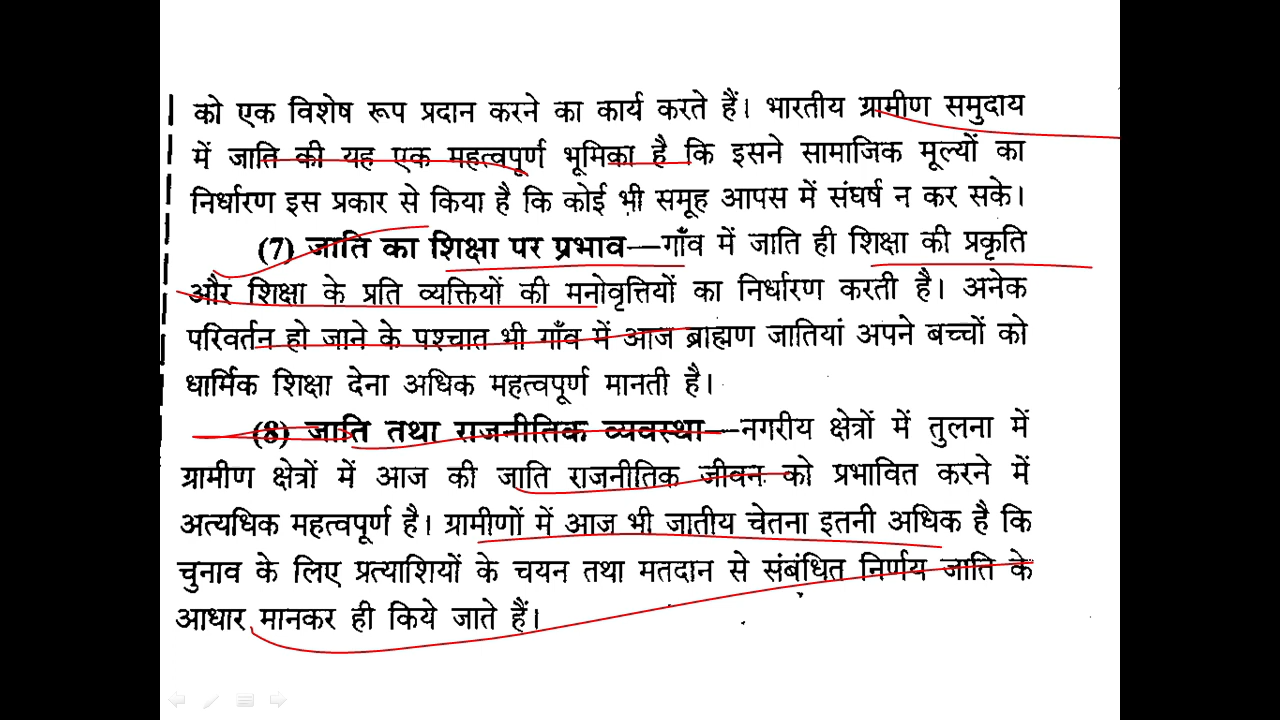 को एक विशेष रूप प्रदान करने का कार्य करते हैं। भारतीय ग्रामीण समुदाय
में जाति की यह एक महत्वपूर्ण भूमिका है कि इसने सामाजिक मूल्यों का
निर्धारण इस प्रकार से किया है कि कोई भी समूह आपस में संघर्ष न कर सके।
(7) जाति का शिक्षा पर प्रभाव—गाँव में जाति ही शिक्षा की प्रकृति
और शिक्षा के प्रति व्यक्तियों की मनोवृत्तियों का निर्धारण करती है। अनेक
परिवर्तन हो जाने के पश्चात भी गाँव में आज ब्राह्मण जातियां अपने बच्चों को
धार्मिक शिक्षा देना अधिक महत्वपूर्ण मानती है।
(8) जाति तथा राजनीतिक व्यवस्था—नगरीय क्षेत्रों में तुलना में
ग्रामीण क्षेत्रों में आज की जाति राजनीतिक जीवन को प्रभावित करने में
अत्यधिक महत्वपूर्ण है। ग्रामीणों में आज भी जातीय चेतना इतनी अधिक है कि
चुनाव के लिए प्रत्याशियों के चयन तथा मतदान से संबंधित निर्णय जाति के
आधार मानकर ही किये जाते हैं।